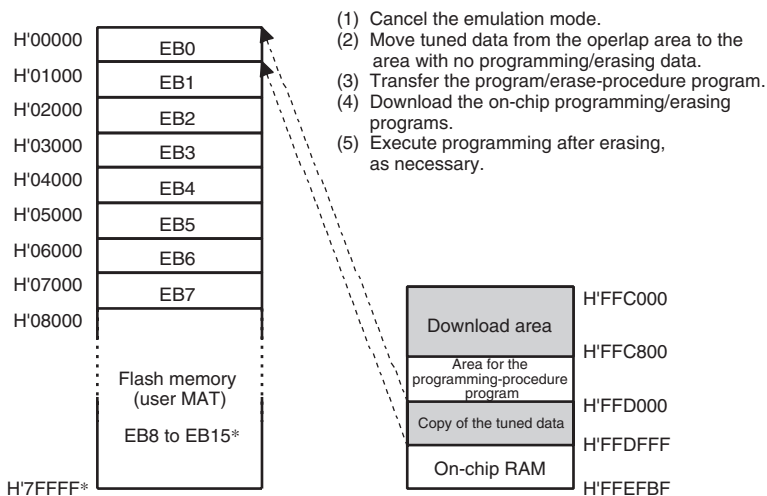 H'00000
H'01000
H'02000
H'03000
H'04000
H'05000
H'06000
H'07000
H'08000
H'7FFFF*
EB0
EB1
EB2
EB3
EB4
EB5
EB6
EB7
Flash memory
(user MAT)
EB8 to EB15*
(1) Cancel the emulation mode.
(2) Move tuned data from the operlap area to the
area with no programming/erasing data.
(3) Transfer the program/erase-procedure program.
(4) Download the on-chip programming/erasing
programs.
(5) Execute programming after erasing,
as necessary.
Download area
Area for the
programming-procedure
program
Copy of the tuned data
On-chip RAM
H'FFC000
H'FFC800
H'FFD000
H'FFDFFF
H'FFEFBF